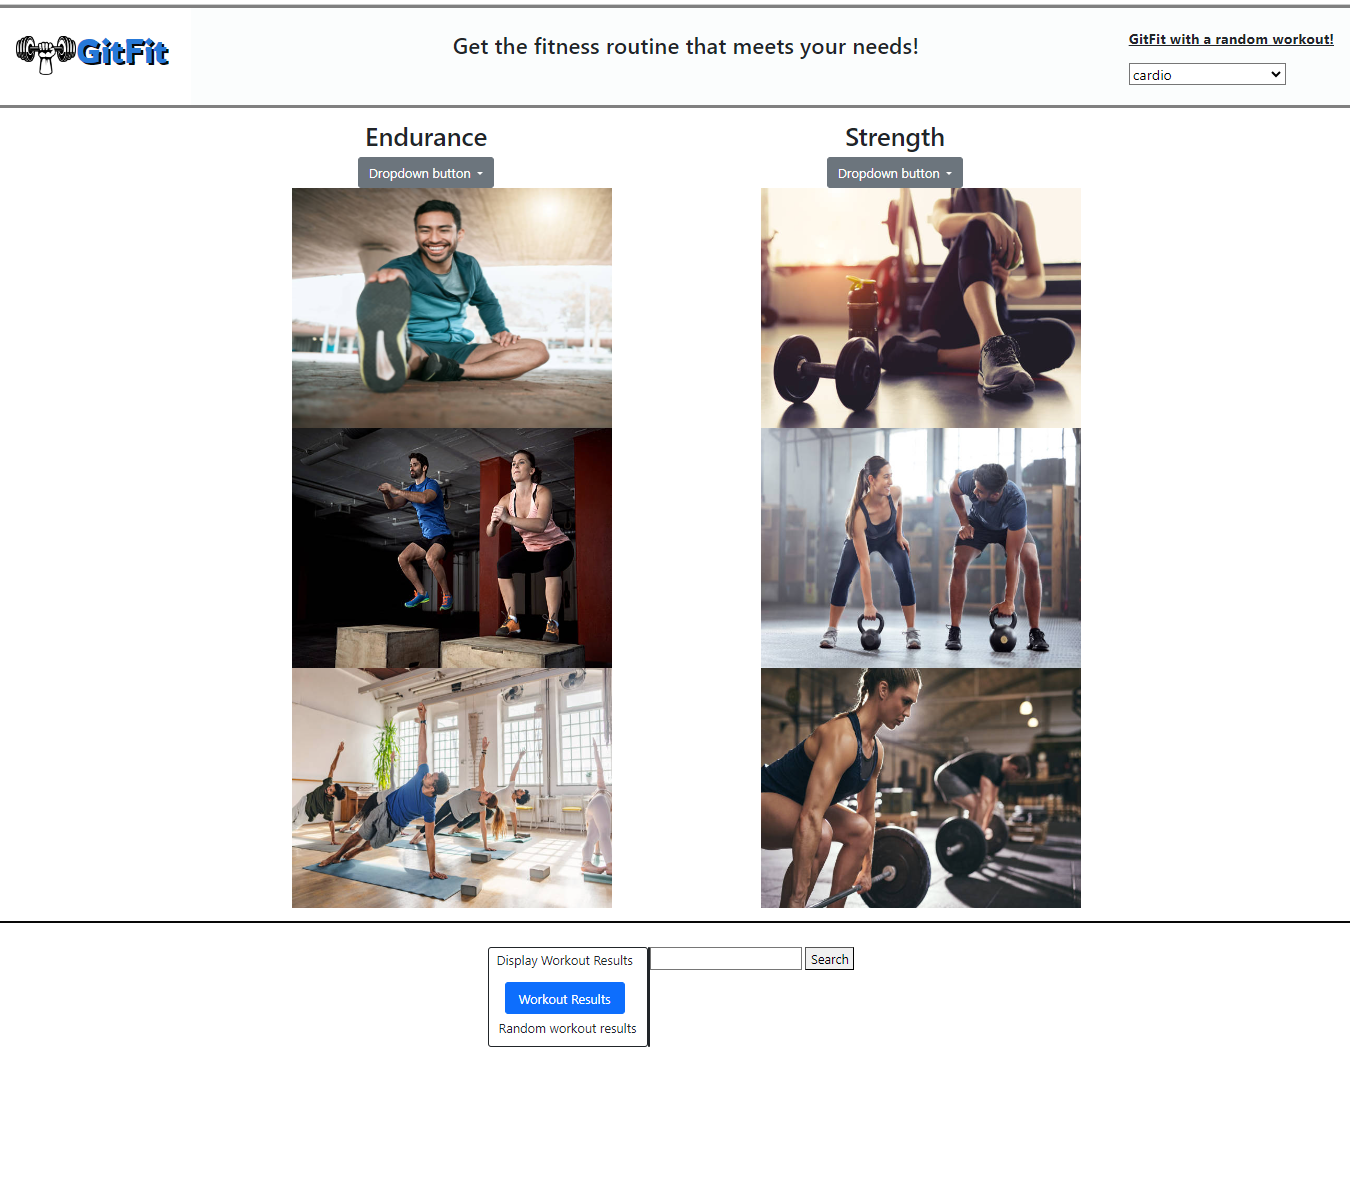 GitFit
Get the fitness routine that meets your needs!
GitFit with a random workout!
cardio
Endurance
Strength
Dropdown button
Dropdown button
Display Workout Results
Search
Workout Results
Random workout results